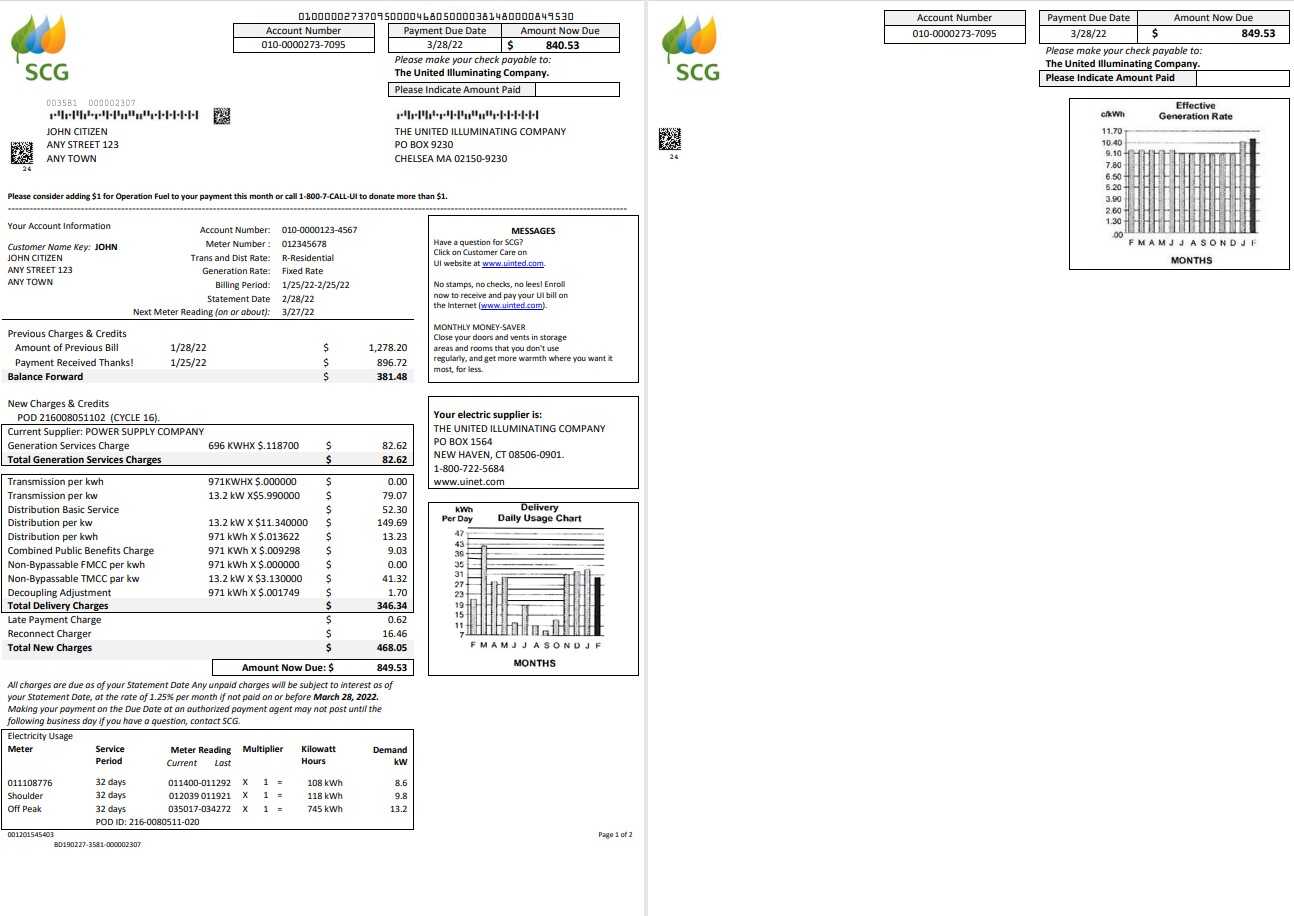 010000027370950000468050000381480000849530
Account Number
010-0000273-7095
Payment Due Date Amount Now Due
3/28/22 $ 840.53
Please make your check payable to:
The United Illuminating Company.
Please Indicate Amount Paid
SCG
003581 000002307
JOHN CITIZEN
ANY STREET 123
ANY TOWN
24
THE UNITED ILLUMINATING COMPANY
PO BOX 9230
CHELSEA MA 02150-9230
Please consider adding $1 for Operation Fuel to your payment this month or call 1-800-7-CALL-UI to donate more than $1.
Your Account Information
Customer Name Key: JOHN
JOHN CITIZEN
ANY STREET 123
ANY TOWN
Account Number: 010-0000123-4567
Meter Number : 012345678
Trans and Dist Rate: R-Residential
Generation Rate: Fixed Rate
Billing Period: 1/25/22-2/25/22
Statement Date 2/28/22
Next Meter Reading (on or about): 3/27/22
Previous Charges & Credits
Amount of Previous Bill 1/28/22 $ 1,278.20
Payment Received Thanks! 1/25/22 $ 896.72
Balance Forward $ 381.48
New Charges & Credits
POD 216008051102 (CYCLE 16).
Current Supplier: POWER SUPPLY COMPANY
Generation Services Charge 696 KWHX $.118700 $ 82.62
Total Generation Services Charges $ 82.62
Transmission per kwh 971KWHX $.000000 $ 0.00
Transmission per kw 13.2 kW X$5.990000 $ 79.07
Distribution Basic Service $ 52.30
Distribution per kw 13.2 kW X $11.340000 $ 149.69
Distribution per kwh 971 kWh X $.013622 $ 13.23
Combined Public Benefits Charge 971 KWh X $.009298 $ 9.03
Non-Bypassable FMCC per kwh 971 kWh X $.000000 $ 0.00
Non-Bypassable TMCC par kw 13.2 kW X $3.130000 $ 41.32
Decoupling Adjustment 971 kWh X $.001749 $ 1.70
Total Delivery Charges $ 346.34
Late Payment Charge $ 0.62
Reconnect Charger $ 16.46
Total New Charges $ 468.05
Amount Now Due: $ 849.53
All charges are due as of your Statement Date Any unpaid charges will be subject to interest as of
your Statement Date, at the rate of 1.25% per month if not paid on or before March 28, 2022.
Making your payment on the Due Date at an authorized payment agent may not post until the
following business day if you have a question, contact SCG.
Electricity Usage
Meter Service Period Meter Reading Current Last Multiplier Kilowatt Hours Demand kW
011108776 32 days 011400-011292 X 1 = 108 kWh 8.6
Shoulder 32 days 012039 011921 X 1 = 118 kWh 9.8
Off Peak 32 days 035017-034272 X 1 = 745 kWh 13.2
POD ID: 216-0080511-020
001201545403
BD190227-3581-000002307
MESSAGES
Have a question for SCG?
Click on Customer Care on
UI website at www.uinted.com.
No stamps, no checks, no lees! Enroll
now to receive and pay your UI bill on
the Internet (www.uinted.com).
MONTHLY MONEY-SAVER
Close your doors and vents in storage
areas and rooms that you don't use
regularly, and get more warmth where you want it
most, for less.
Your electric supplier is:
THE UNITED ILLUMINATING COMPANY
PO BOX 1564
NEW HAVEN, CT 08506-0901.
1-800-722-5684
www.uinet.com
kWh
Per Day
Delivery
Daily Usage Chart
47
43
39
35
31
27
23
19
15
11
7
F M A M J J A S O N D J F
MONTHS
Page 1 of 2
SCG
24
Account Number
010-0000273-7095
Payment Due Date Amount Now Due
3/28/22 $ 849.53
Please make your check payable to:
The United Illuminating Company.
Please Indicate Amount Paid
c/kWh
Effective
Generation Rate
11.70
10.40
9.10
7.80
6.50
5.20
3.90
2.60
1.30
.00
F M A M J J A S O N D J F
MONTHS